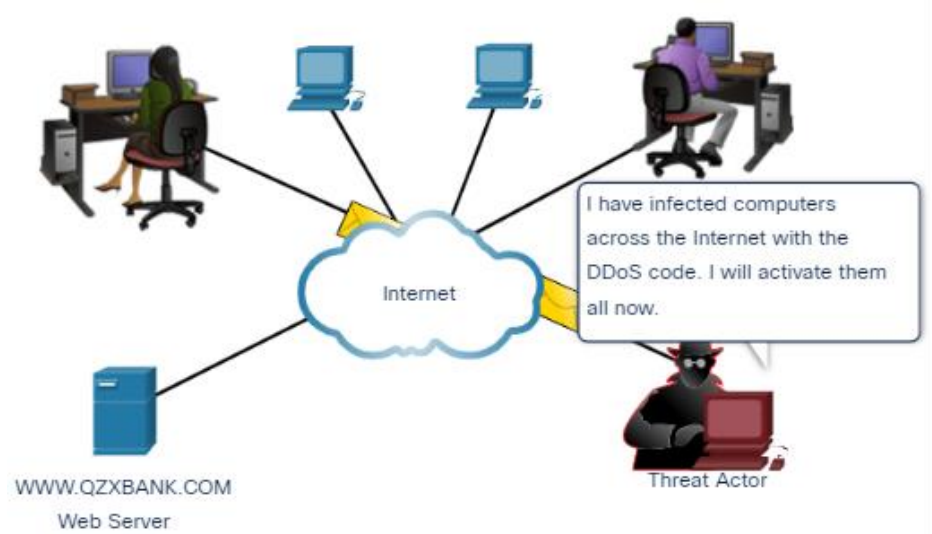 I have infected computers
across the Internet with the
DDoS code. I will activate them
all now.
Internet
WWW.QZXBANK.COM
Web Server
Threat Actor